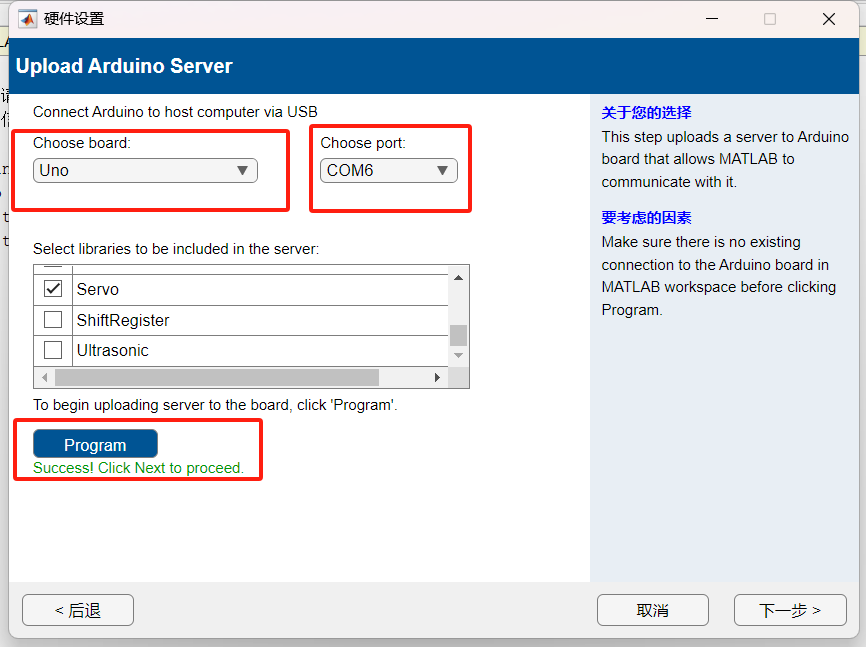 硬件设置
Upload Arduino Server
Connect Arduino to host computer via USB
Choose board:
Choose port:
Uno
COM6
Select libraries to be included in the server:
Servo
ShiftRegister
Ultrasonic
To begin uploading server to the board, click 'Program'.
Program
Success! Click Next to proceed.
关于您的选择
This step uploads a server to Arduino
board that allows MATLAB to
communicate with it.
要考虑的因素
Make sure there is no existing
connection to the Arduino board in
MATLAB workspace before clicking
Program.
< 后退
取消
下一步 >